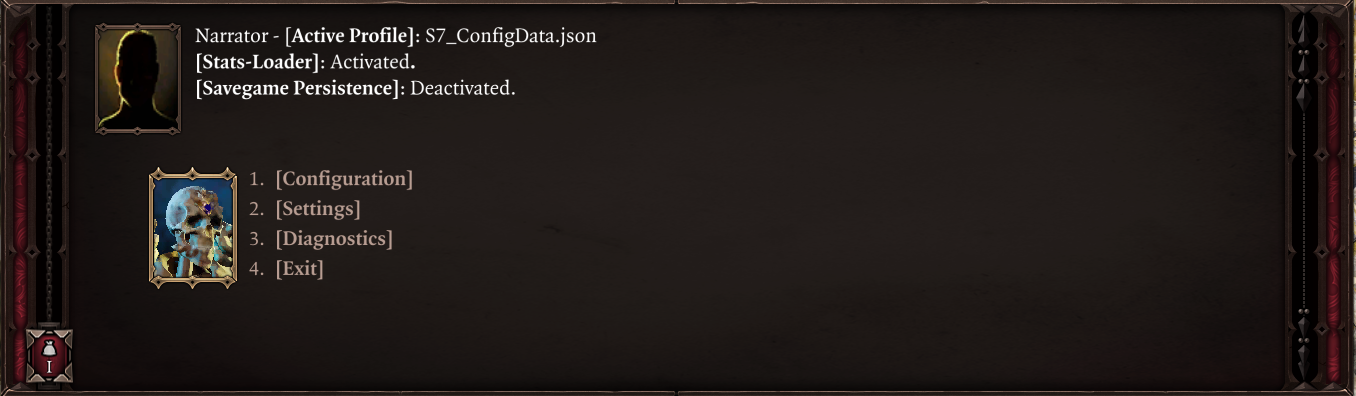 Narrator - [Active Profile]: S7_ConfigData.json
[Stats-Loader]: Activated.
[Savegame Persistence]: Deactivated.
1. [Configuration]
2. [Settings]
3. [Diagnostics]
4. [Exit]
I